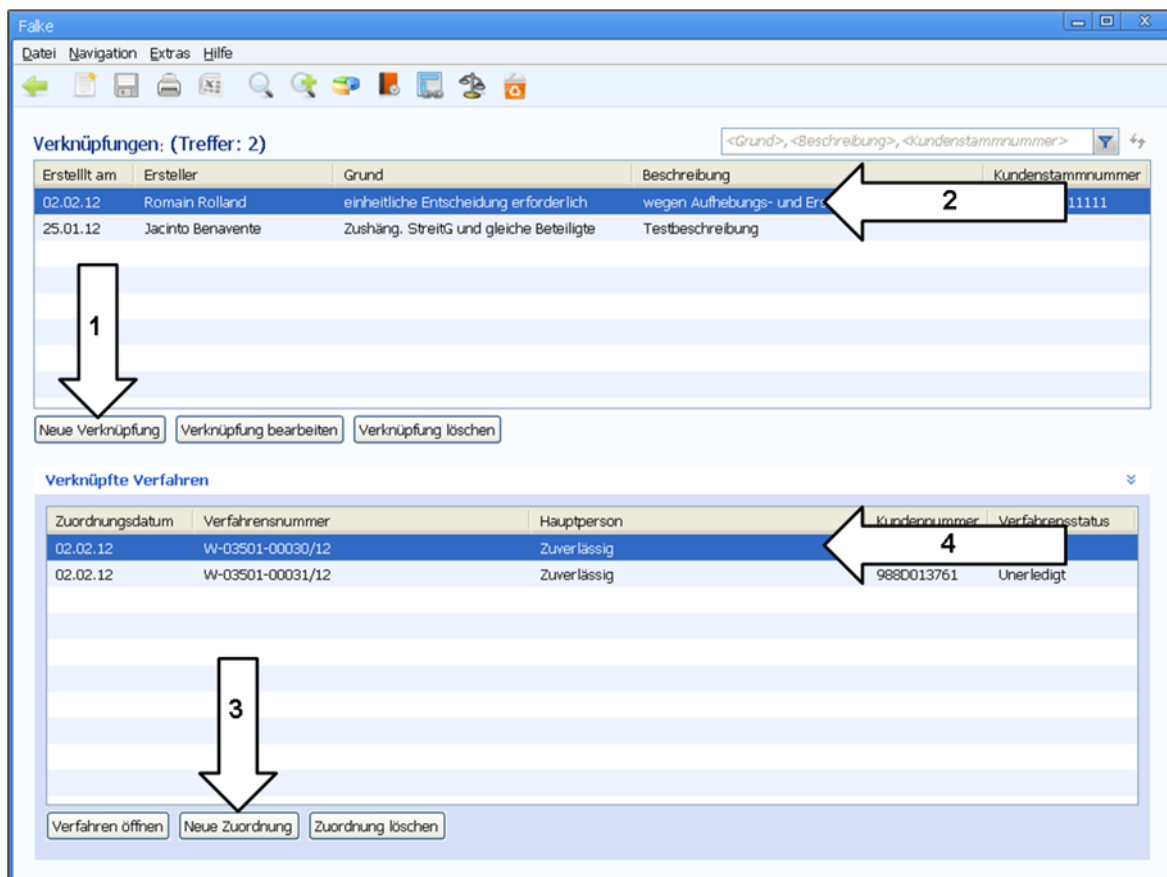 Falke
Datei Navigation Extras Hilfe
Verknüpfungen: (Treffer: 2)
<Grund>, <Beschreibung>, <Kundenstammnummer>
Erstelllt am Ersteller Grund Beschreibung Kundenstammnummer
02.02.12 Romain Rolland einheitliche Entscheidung erforderlich wegen Aufhebungs- und Ers 2 11111
25.01.12 Jacinto Benavente Zushäng. StreitG und gleiche Beteiligte Testbeschreibung
1
Neue Verknüpfung Verknüpfung bearbeiten Verknüpfung löschen
Verknüpfte Verfahren
Zuordnungsdatum Verfahrensnummer Hauptperson Kundennummer Verfahrensstatus
02.02.12 W-03501-00030/12 Zuverlässig 4
02.02.12 W-03501-00031/12 Zuverlässig 988D013761 Unerledigt
3
Verfahren öffnen Neue Zuordnung Zuordnung löschen